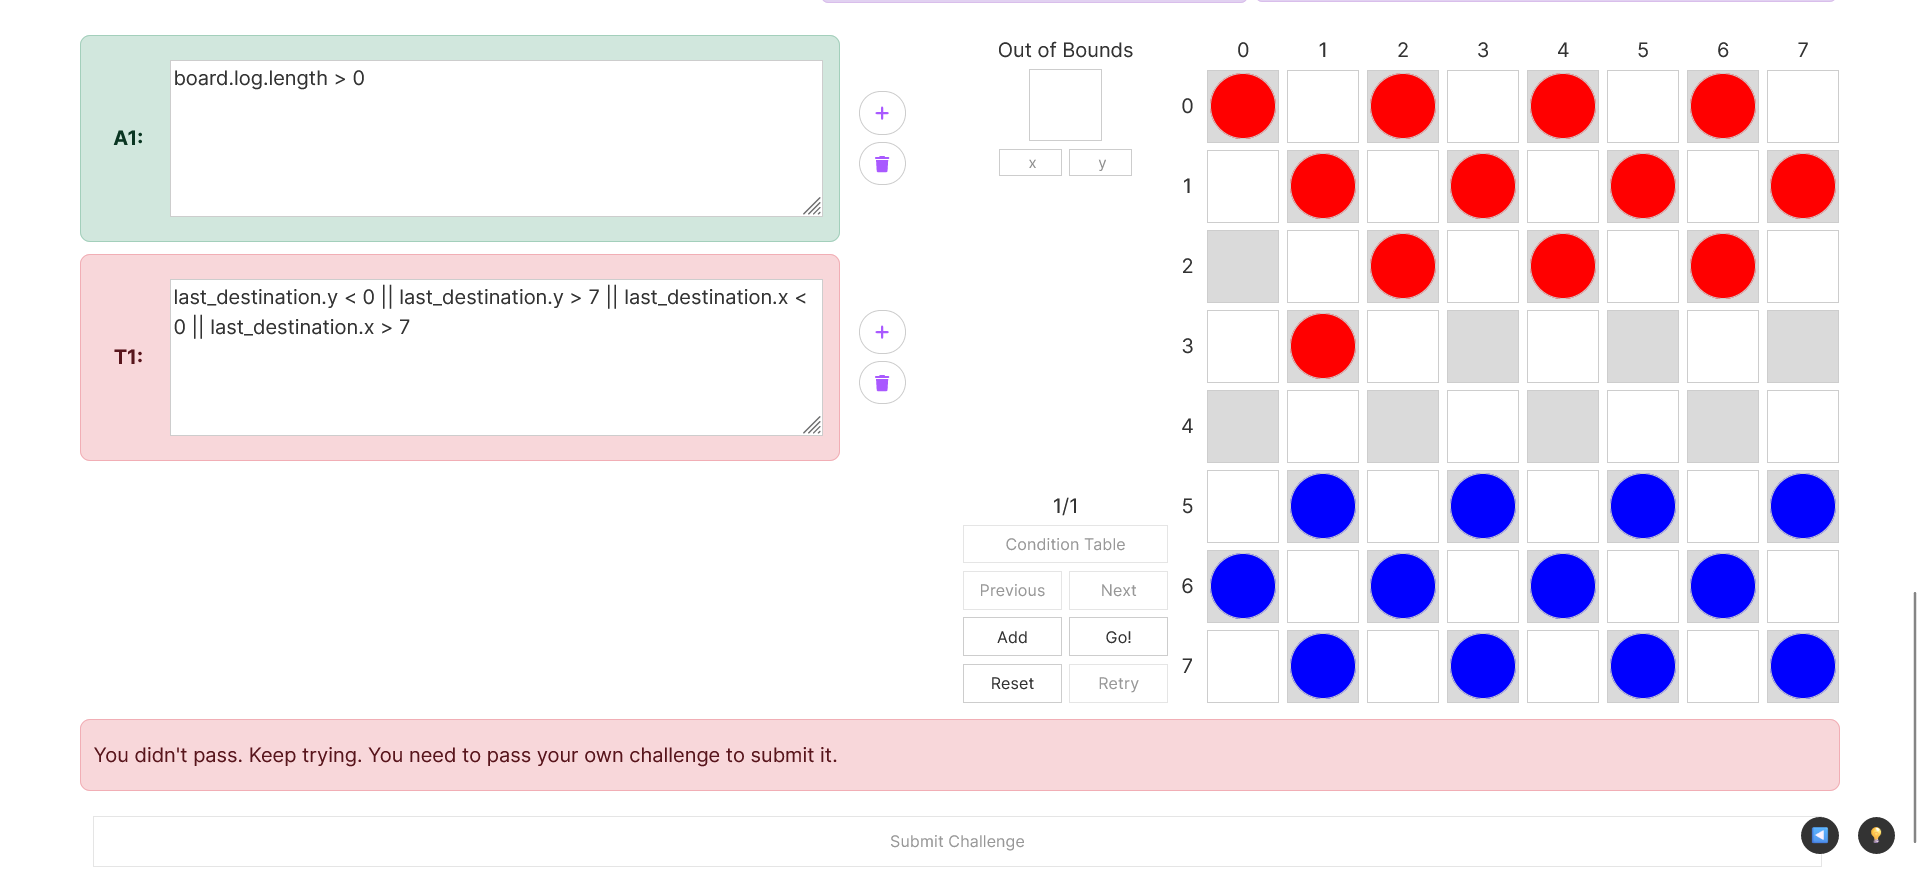 A1:
board.log.length > 0
T1:
last_destination.y < 0 || last_destination.y > 7 || last_destination.x <
0 || last_destination.x > 7
Out of Bounds
x y
1/1
Condition Table
Previous Next
Add Go!
Reset Retry
0 1 2 3 4 5 6 7
0
1
2
3
4
5
6
7
You didn't pass. Keep trying. You need to pass your own challenge to submit it.
Submit Challenge